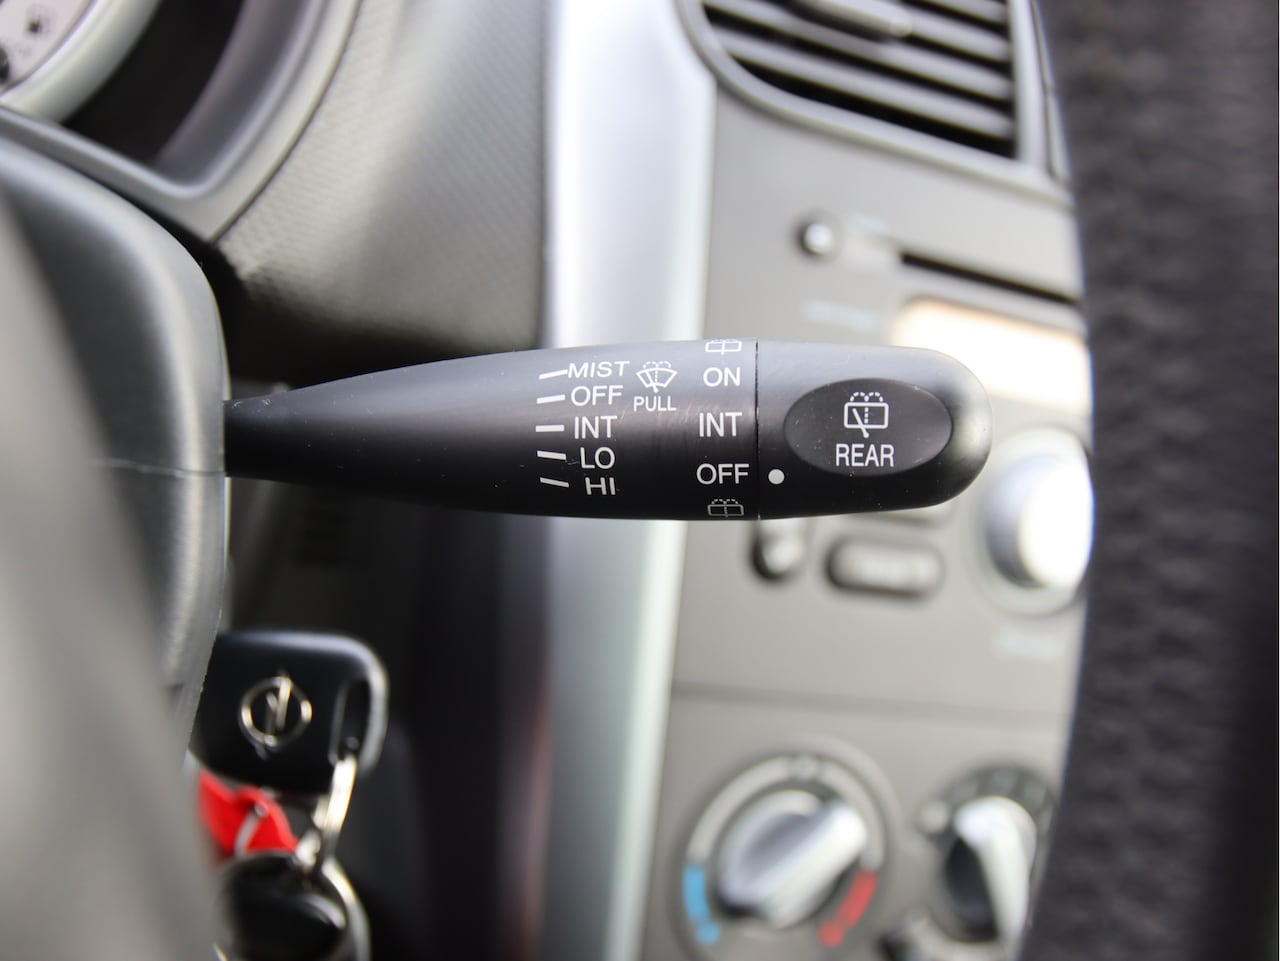 MIST
OFF
INT
LO
HI
PULL
ON
INT
OFF
REAR